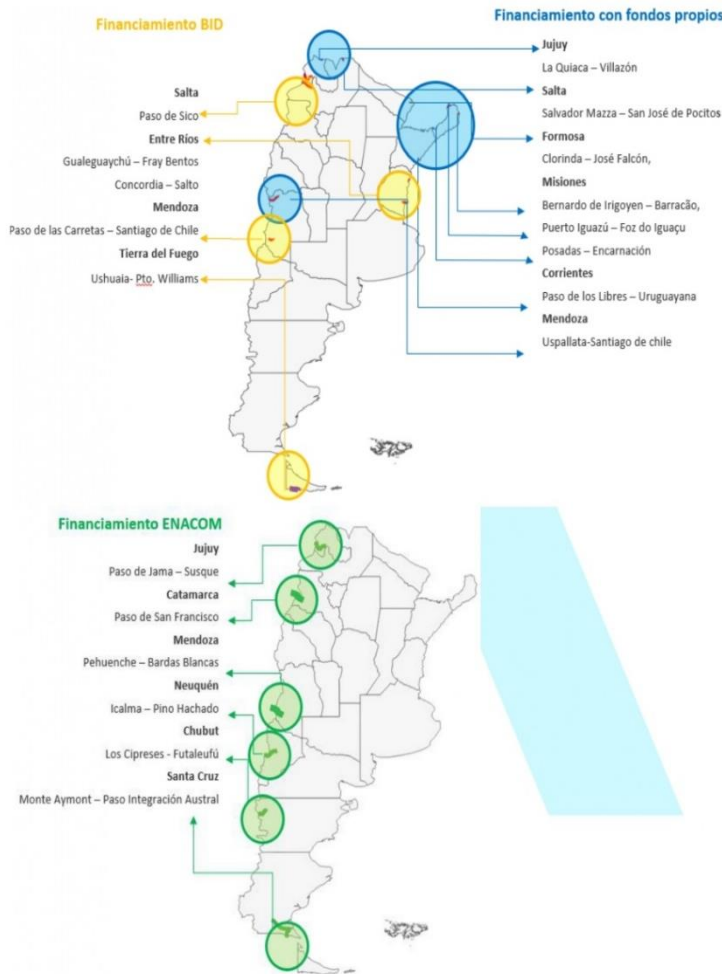 Financiamiento BID
Salta
Paso de Sico
Entre Ríos
Gualeguaychú – Fray Bentos
Concordia – Salto
Mendoza
Paso de las Carretas – Santiago de Chile
Tierra del Fuego
Ushuaia- Pto. Williams
Financiamiento con fondos propios
Jujuy
La Quiaca – Villazón
Salta
Salvador Mazza – San José de Pocitos
Formosa
Clorinda – José Falcón,
Misiones
Bernardo de Irigoyen – Barracão,
Puerto Iguazú – Foz do Iguaçu
Posadas – Encarnación
Corrientes
Paso de los Libres – Uruguayana
Mendoza
Uspallata-Santiago de chile
Financiamiento ENACOM
Jujuy
Paso de Jama – Susque
Catamarca
Paso de San Francisco
Mendoza
Pehuenche – Bardas Blancas
Neuquén
Icalma – Pino Hachado
Chubut
Los Cipreses - Futaleufú
Santa Cruz
Monte Aymont – Paso Integración Austral